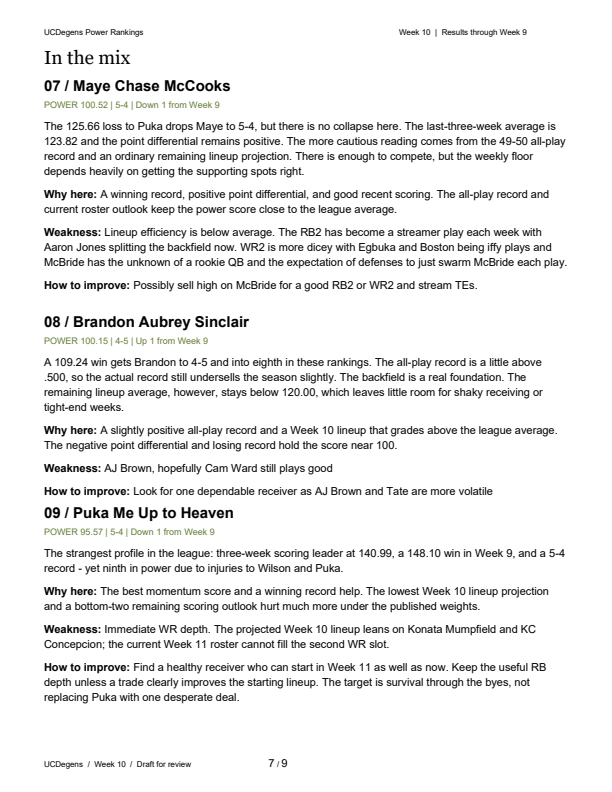 UCDegens Power Rankings Week 10 | Results through Week 9
In the mix
07 / Maye Chase McCooks
POWER 100.52 | 5-4 | Down 1 from Week 9
The 125.66 loss to Puka drops Maye to 5-4, but there is no collapse here. The last-three-week average is
123.82 and the point differential remains positive. The more cautious reading comes from the 49-50 all-play
record and an ordinary remaining lineup projection. There is enough to compete, but the weekly floor
depends heavily on getting the supporting spots right.
Why here: A winning record, positive point differential, and good recent scoring. The all-play record and
current roster outlook keep the power score close to the league average.
Weakness: Lineup efficiency is below average. The RB2 has become a streamer play each week with
Aaron Jones splitting the backfield now. WR2 is more dicey with Egbuka and Boston being iffy plays and
McBride has the unknown of a rookie QB and the expectation of defenses to just swarm McBride each play.
How to improve: Possibly sell high on McBride for a good RB2 or WR2 and stream TEs.
08 / Brandon Aubrey Sinclair
POWER 100.15 | 4-5 | Up 1 from Week 9
A 109.24 win gets Brandon to 4-5 and into eighth in these rankings. The all-play record is a little above
.500, so the actual record still undersells the season slightly. The backfield is a real foundation. The
remaining lineup average, however, stays below 120.00, which leaves little room for shaky receiving or
tight-end weeks.
Why here: A slightly positive all-play record and a Week 10 lineup that grades above the league average.
The negative point differential and losing record hold the score near 100.
Weakness: AJ Brown, hopefully Cam Ward still plays good
How to improve: Look for one dependable receiver as AJ Brown and Tate are more volatile
09 / Puka Me Up to Heaven
POWER 95.57 | 5-4 | Down 1 from Week 9
The strangest profile in the league: three-week scoring leader at 140.99, a 148.10 win in Week 9, and a 5-4
record - yet ninth in power due to injuries to Wilson and Puka.
Why here: The best momentum score and a winning record help. The lowest Week 10 lineup projection
and a bottom-two remaining scoring outlook hurt much more under the published weights.
Weakness: Immediate WR depth. The projected Week 10 lineup leans on Konata Mumpfield and KC
Concepcion; the current Week 11 roster cannot fill the second WR slot.
How to improve: Find a healthy receiver who can start in Week 11 as well as now. Keep the useful RB
depth unless a trade clearly improves the starting lineup. The target is survival through the byes, not
replacing Puka with one desperate deal.
UCDegens / Week 10 / Draft for review 7 / 9